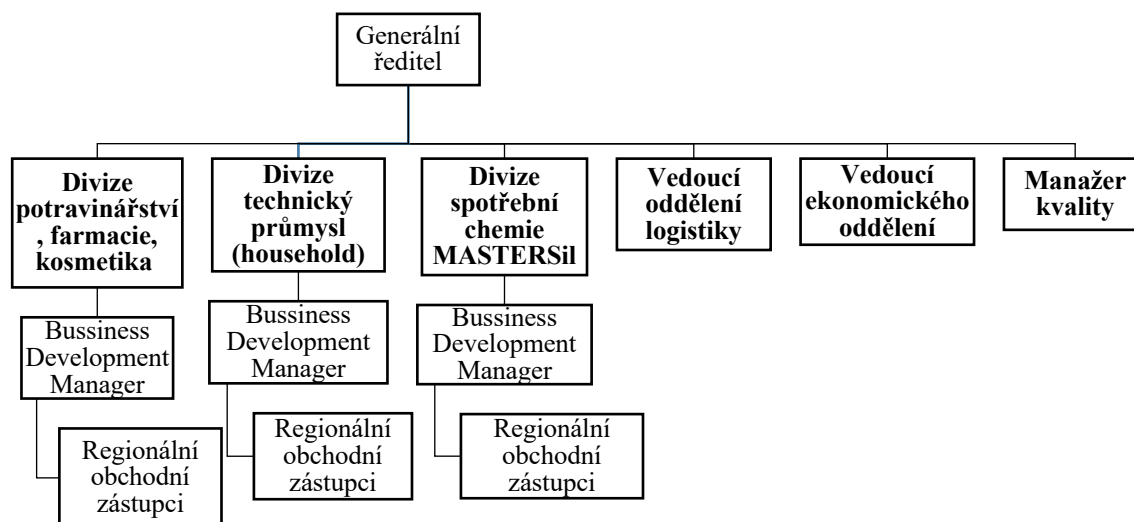 Generální
ředitel
Divize
potravinářství
, farmacie,
kosmetika
Divize
technický
průmysl
(household)
Divize
spotřební
chemie
MASTERSil
Vedoucí
oddělení
logistiky
Vedoucí
ekonomického
oddělení
Manažer
kvality
Bussiness
Development
Manager
Bussiness
Development
Manager
Bussiness
Development
Manager
Regionální
obchodní
zástupci
Regionální
obchodní
zástupci
Regionální
obchodní
zástupci